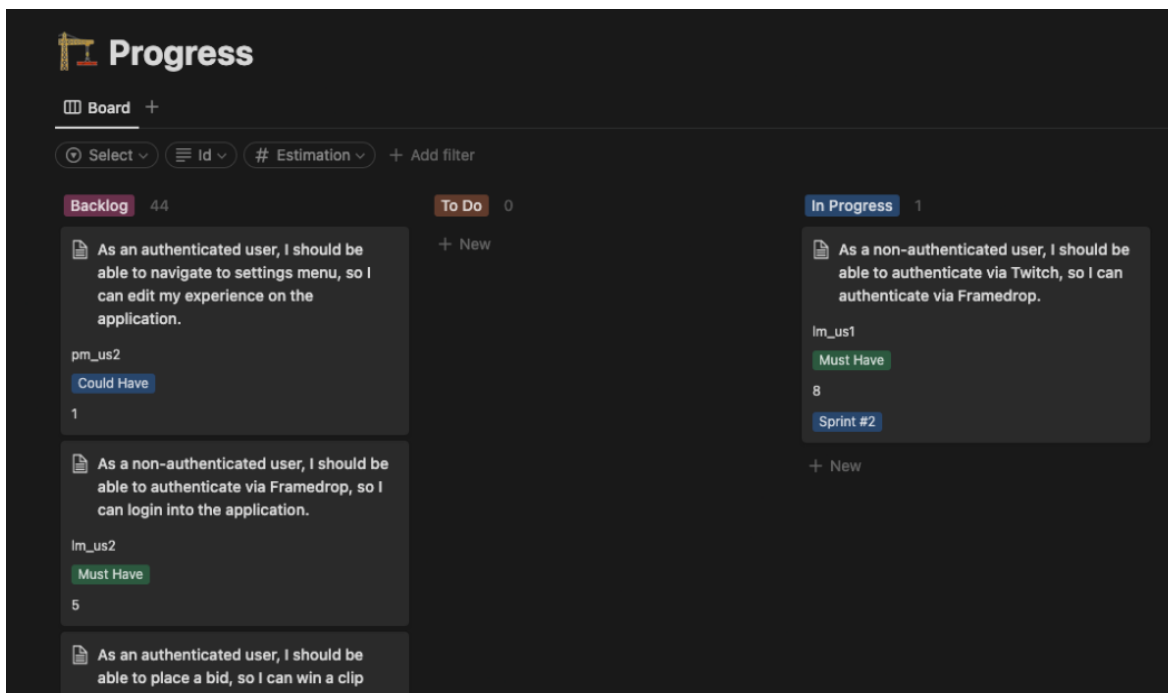 Progress
Board +
Select
Id
# Estimation
+ Add filter
Backlog 44
As an authenticated user, I should be
able to navigate to settings menu, so I
can edit my experience on the
application.
pm_us2
Could Have
1
As a non-authenticated user, I should be
able to authenticate via Framedrop, so I
can login into the application.
lm_us2
Must Have
5
As an authenticated user, I should be
able to place a bid, so I can win a clip
To Do 0
+ New
In Progress 1
As a non-authenticated user, I should be
able to authenticate via Twitch, so I can
authenticate via Framedrop.
lm_us1
Must Have
8
Sprint #2
+ New